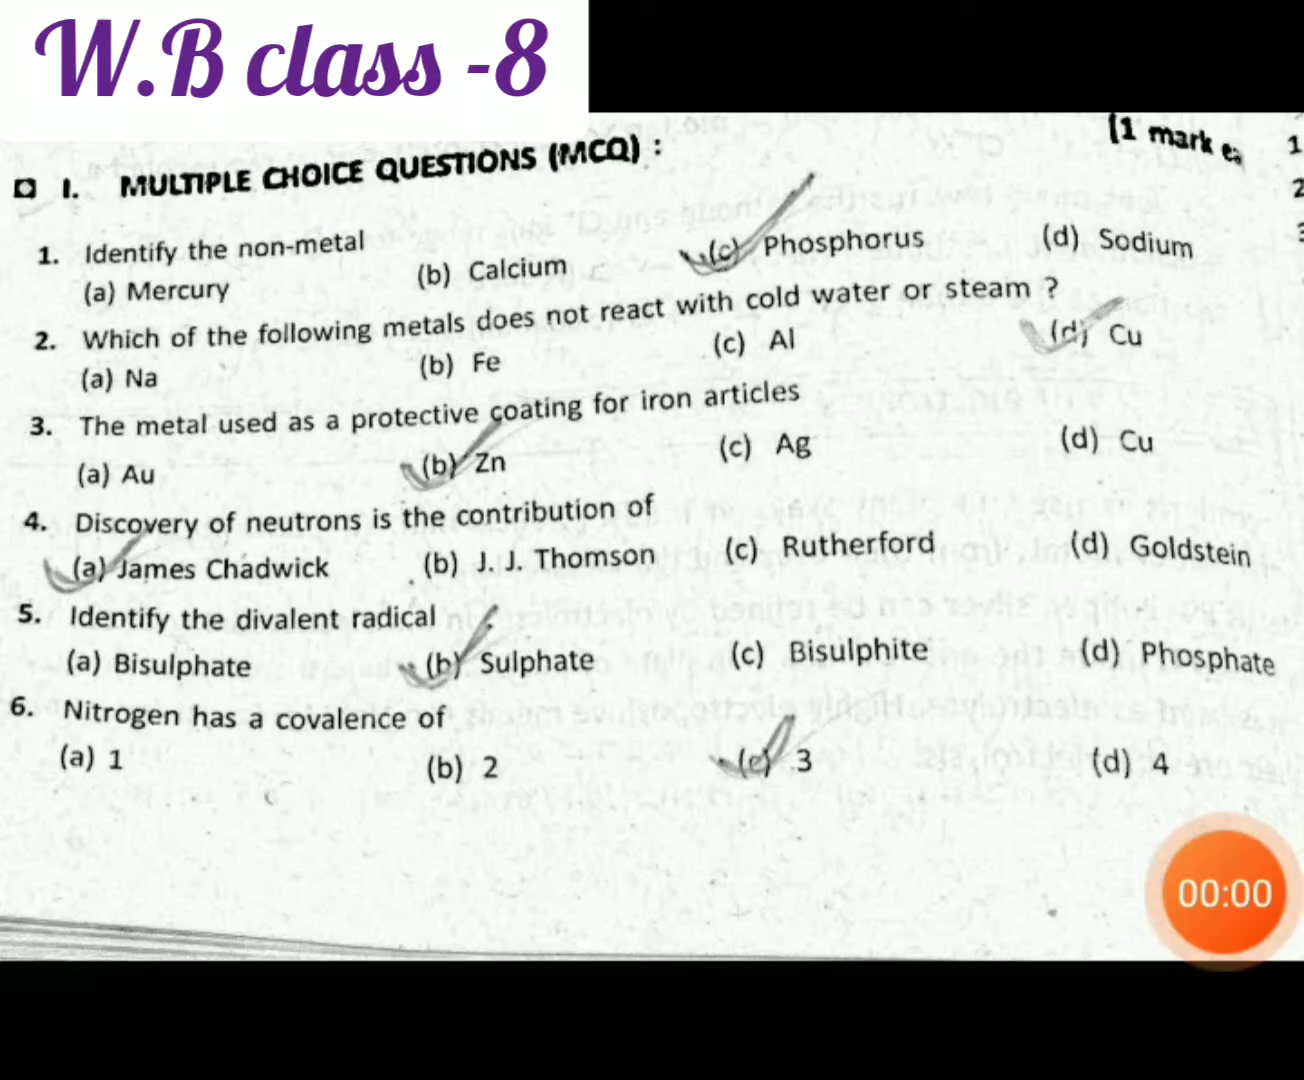 W.B class -8
(1 mark ea
1
2
I. MULTIPLE CHOICE QUESTIONS (MCQ) :
1. Identify the non-metal
(a) Mercury (b) Calcium (c) Phosphorus (d) Sodium
2. Which of the following metals does not react with cold water or steam ?
(a) Na (b) Fe (c) Al (d) Cu
3. The metal used as a protective coating for iron articles
(a) Au (b) Zn (c) Ag (d) Cu
4. Discovery of neutrons is the contribution of
(a) James Chadwick (b) J. J. Thomson (c) Rutherford (d) Goldstein
5. Identify the divalent radical
(a) Bisulphate (b) Sulphate (c) Bisulphite (d) Phosphate
6. Nitrogen has a covalence of
(a) 1 (b) 2 (c) 3 (d) 4
00:00